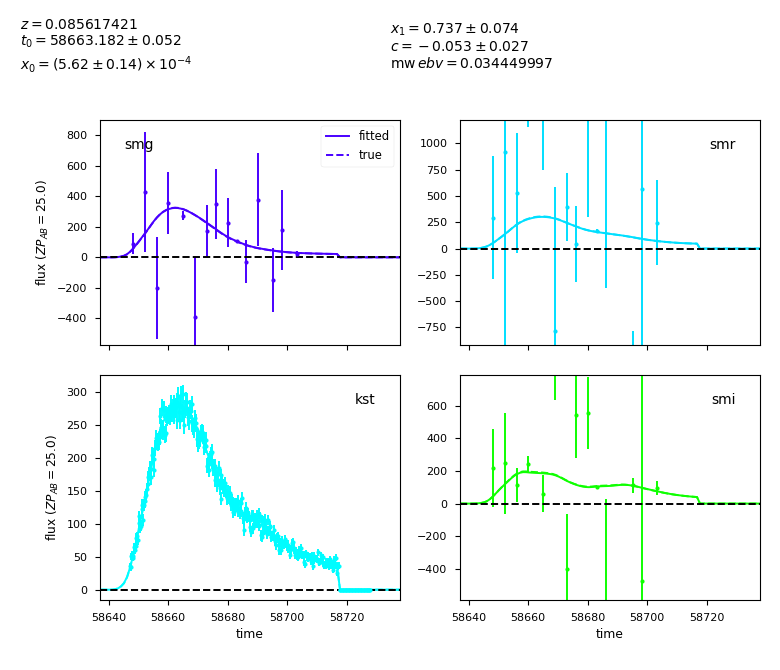 z = 0.085617421
t₀ = 58663.182 ± 0.052
x₀ = (5.62 ± 0.14) × 10⁻⁴
x₁ = 0.737 ± 0.074
c = −0.053 ± 0.027
mw ebv = 0.034449997
smg
fitted
true
800
600
400
200
0
−200
−400
flux (ZP_AB = 25.0)
smr
1000
750
500
250
0
−250
−500
−750
kst
300
250
200
150
100
50
0
flux (ZP_AB = 25.0)
58640 58660 58680 58700 58720
time
smi
600
400
200
0
−200
−400
58640 58660 58680 58700 58720
time